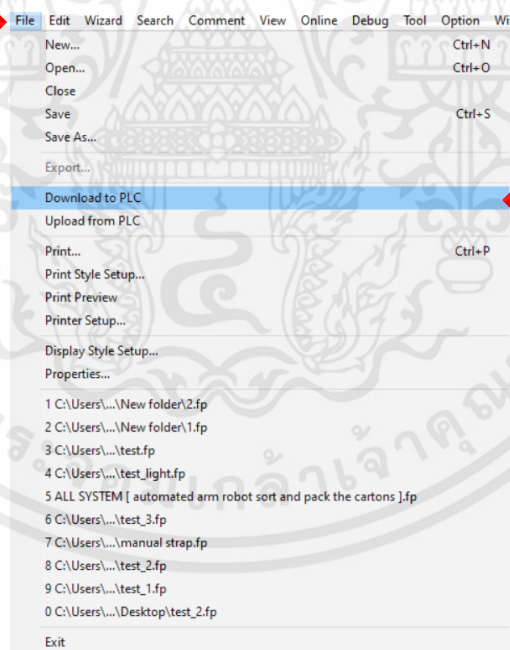 File Edit Wizard Search Comment View Online Debug Tool Option Wi
New... Ctrl+N
Open... Ctrl+O
Close
Save Ctrl+S
Save As...
Export...
Download to PLC
Upload from PLC
Print... Ctrl+P
Print Style Setup...
Print Preview
Printer Setup...
Display Style Setup...
Properties...
1 C:\Users\...\New folder\2.fp
2 C:\Users\...\New folder\1.fp
3 C:\Users\...\test.fp
4 C:\Users\...\test_light.fp
5 ALL SYSTEM [ automated arm robot sort and pack the cartons ].fp
6 C:\Users\...\test_3.fp
7 C:\Users\...\manual strap.fp
8 C:\Users\...\test_2.fp
9 C:\Users\...\test_1.fp
0 C:\Users\...\Desktop\test_2.fp
Exit